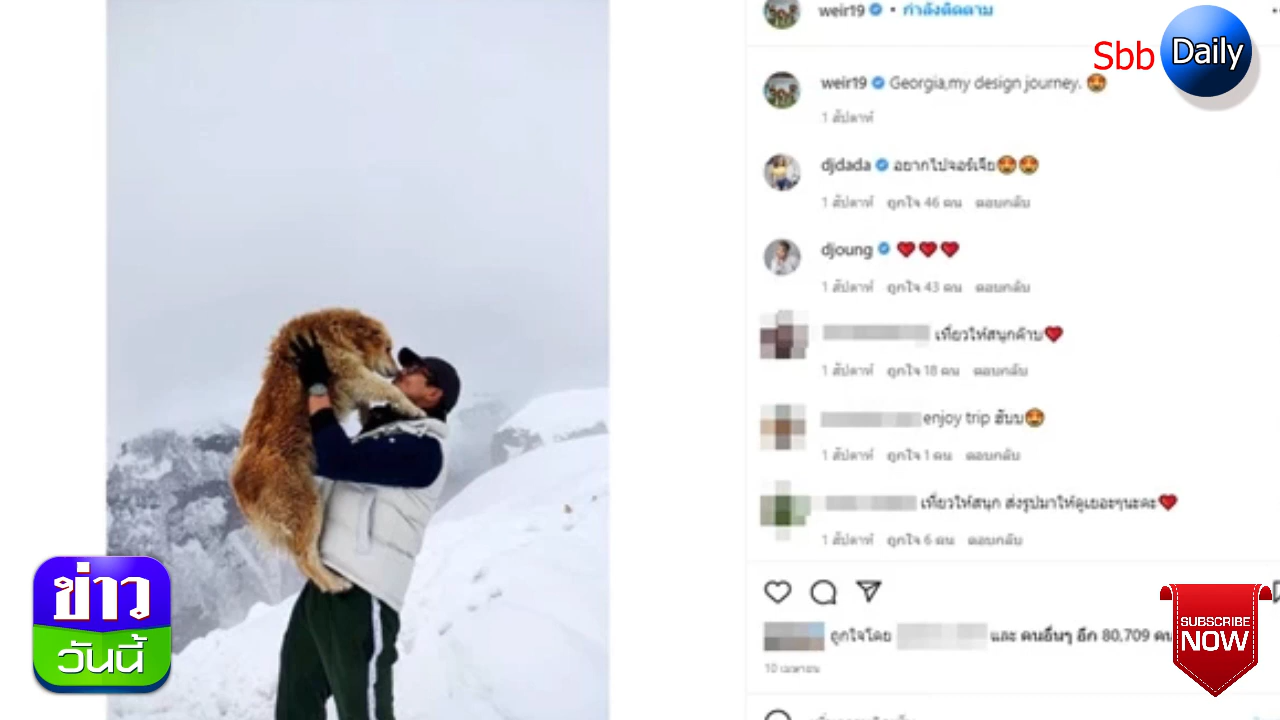 weir19 • กำลังติดตาม
Sbb Daily
weir19 Georgia,my design journey.
1 สัปดาห์
djdada อยากไปจอร์เจีย
1 สัปดาห์ ถูกใจ 46 คน ตอบกลับ
djoung
1 สัปดาห์ ถูกใจ 43 คน ตอบกลับ
เที่ยวให้สนุกค้าบ
1 สัปดาห์ ถูกใจ 18 คน ตอบกลับ
enjoy trip ฮับบ
1 สัปดาห์ ถูกใจ 1 คน ตอบกลับ
เที่ยวให้สนุก ส่งรูปมาให้ดูเยอะๆนะคะ
1 สัปดาห์ ถูกใจ 6 คน ตอบกลับ
ข่าว
วันนี้
SUBSCRIBE
NOW
ถูกใจโดย และ คนอื่นๆ อีก 80,709
10 เมษายน